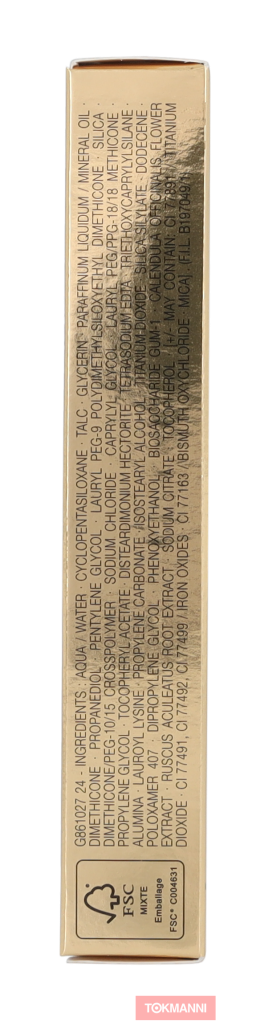 G861027 24 - INGREDIENTS : AQUA / WATER · CYCLOPENTASILOXANE · TALC · GLYCERIN · PARAFFINUM LIQUIDUM / MINERAL OIL ·
DIMETHICONE · PROPANEDIOL · PENTYLENE GLYCOL · LAURYL PEG-9 POLYDIMETHYLSILOXYETHYL DIMETHICONE · SILICA ·
DIMETHICONE/PEG-10/15 CROSSPOLYMER · SODIUM CHLORIDE · CAPRYLYL GLYCOL · LAURYL PEG/PPG-18/18 METHICONE ·
PROPYLENE GLYCOL · TOCOPHERYL ACETATE · DISTEARDIMONIUM HECTORITE · TETRASODIUM EDTA · TRIETHOXYCAPRYLYLSILANE ·
ALUMINA · LAUROYL LYSINE · PROPYLENE CARBONATE · ISOSTEARYL ALCOHOL · TITANIUM DIOXIDE · SILICA SILYLATE · DODECENE ·
POLOXAMER 407 · DIPROPYLENE GLYCOL · PHENOXYETHANOL · BIOSACCHARIDE GUM-1 · CALENDULA OFFICINALIS FLOWER
EXTRACT · RUSCUS ACULEATUS ROOT EXTRACT · SODIUM CITRATE · TOCOPHEROL · [+/- MAY CONTAIN: CI 77891 / TITANIUM
DIOXIDE · CI 77491, CI 77492, CI 77499 / IRON OXIDES · CI 77163 / BISMUTH OXYCHLORIDE · MICA]. (F.I.L.
FSC
MIXTE
Emballage
FSC® C004631
TOKMANNI